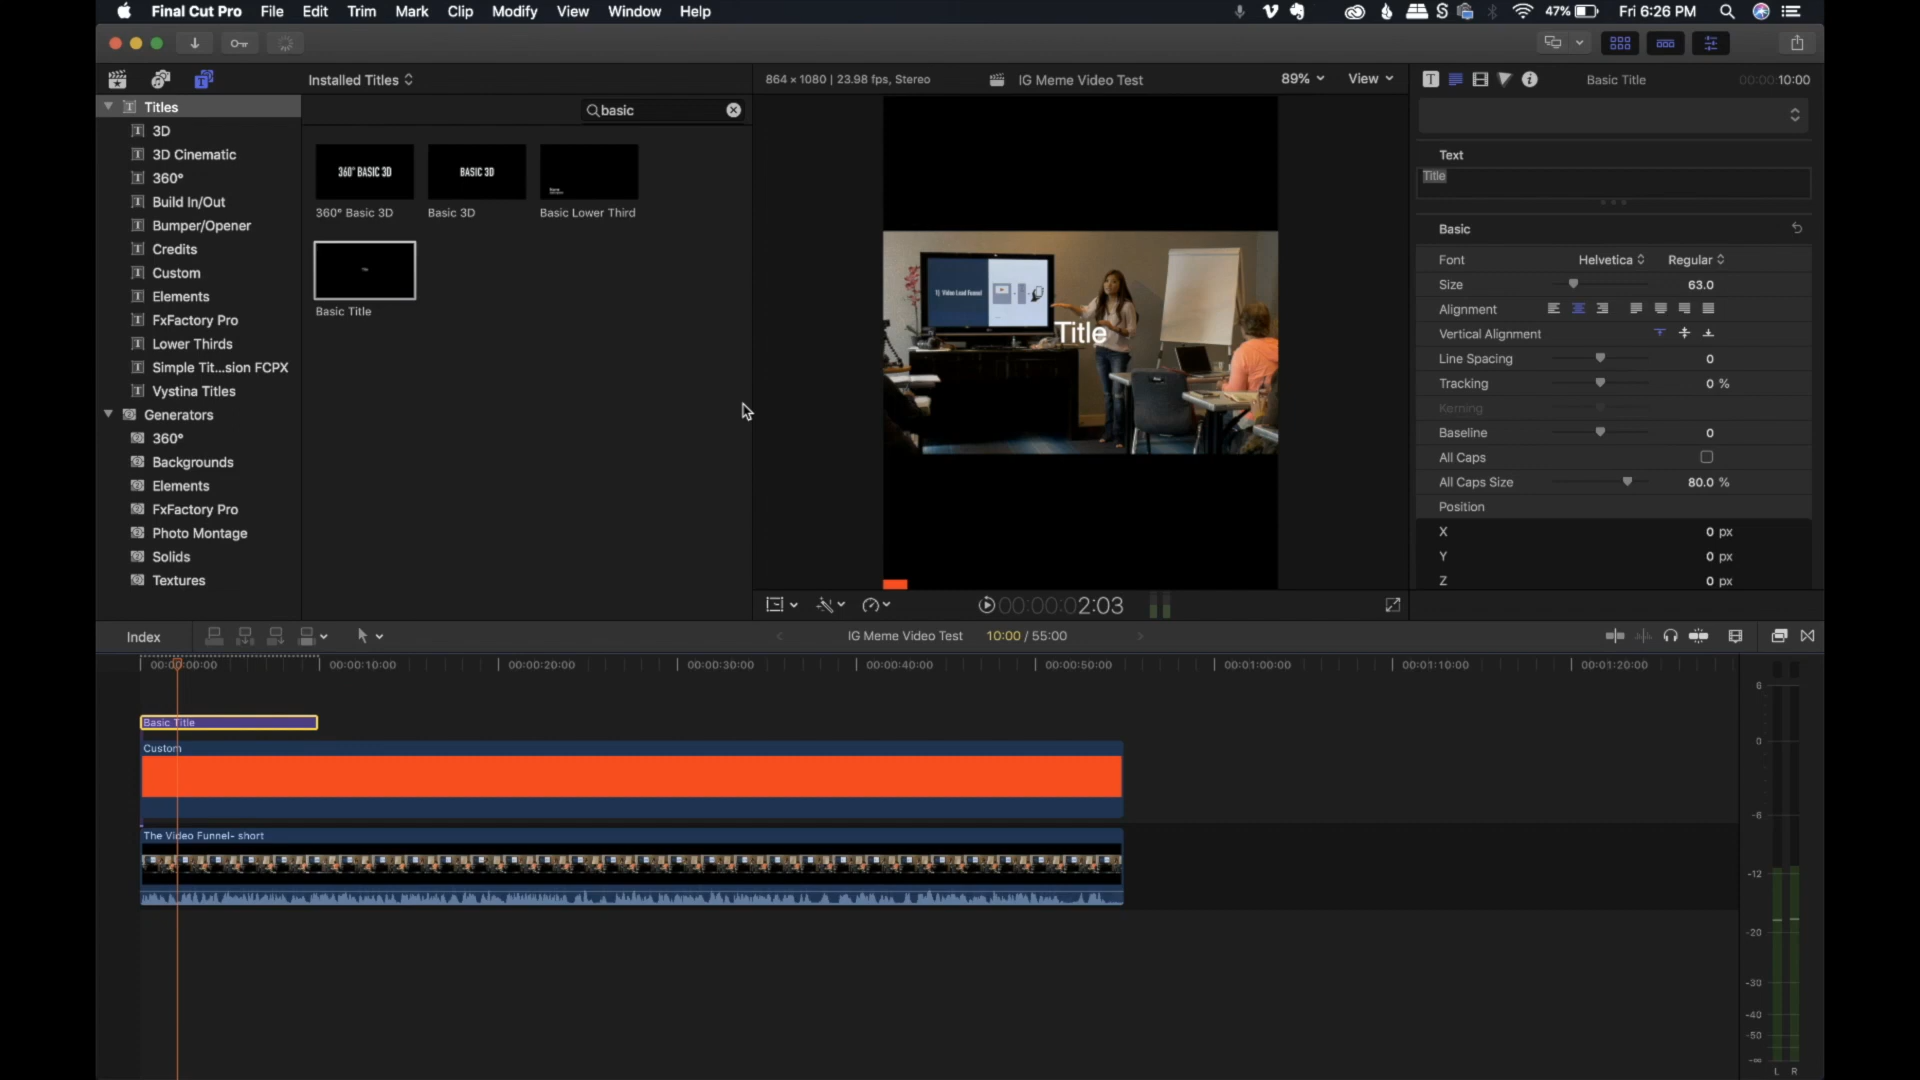 Final Cut Pro File Edit Trim Mark Clip Modify View Window Help
47% Fri 6:26 PM
Installed Titles
864 × 1080 | 23.98 fps, Stereo
IG Meme Video Test
89% View
Basic Title
00:00:10:00
Titles
3D
3D Cinematic
360°
Build In/Out
Bumper/Opener
Credits
Custom
Elements
FxFactory Pro
Lower Thirds
Simple Tit...sion FCPX
Vystina Titles
Generators
360°
Backgrounds
Elements
FxFactory Pro
Photo Montage
Solids
Textures
basic
360° BASIC 3D
BASIC 3D
360° Basic 3D
Basic 3D
Basic Lower Third
Basic Title
Video Lead Funnel
Title
00:00:02:03
Text
Title
Basic
Font Helvetica Regular
Size 63.0
Alignment
Vertical Alignment
Line Spacing 0
Tracking 0 %
Kerning
Baseline 0
All Caps
All Caps Size 80.0 %
Position
X 0 px
Y 0 px
Z 0 px
Index
IG Meme Video Test 10:00 / 55:00
00:00:00:00 00:00:10:00 00:00:20:00 00:00:30:00 00:00:40:00 00:00:50:00 00:01:00:00 00:01:10:00 00:01:20:00
Basic Title
Custom
The Video Funnel- short
6
0
-6
-12
-20
-30
-40
-50
-∞
L R